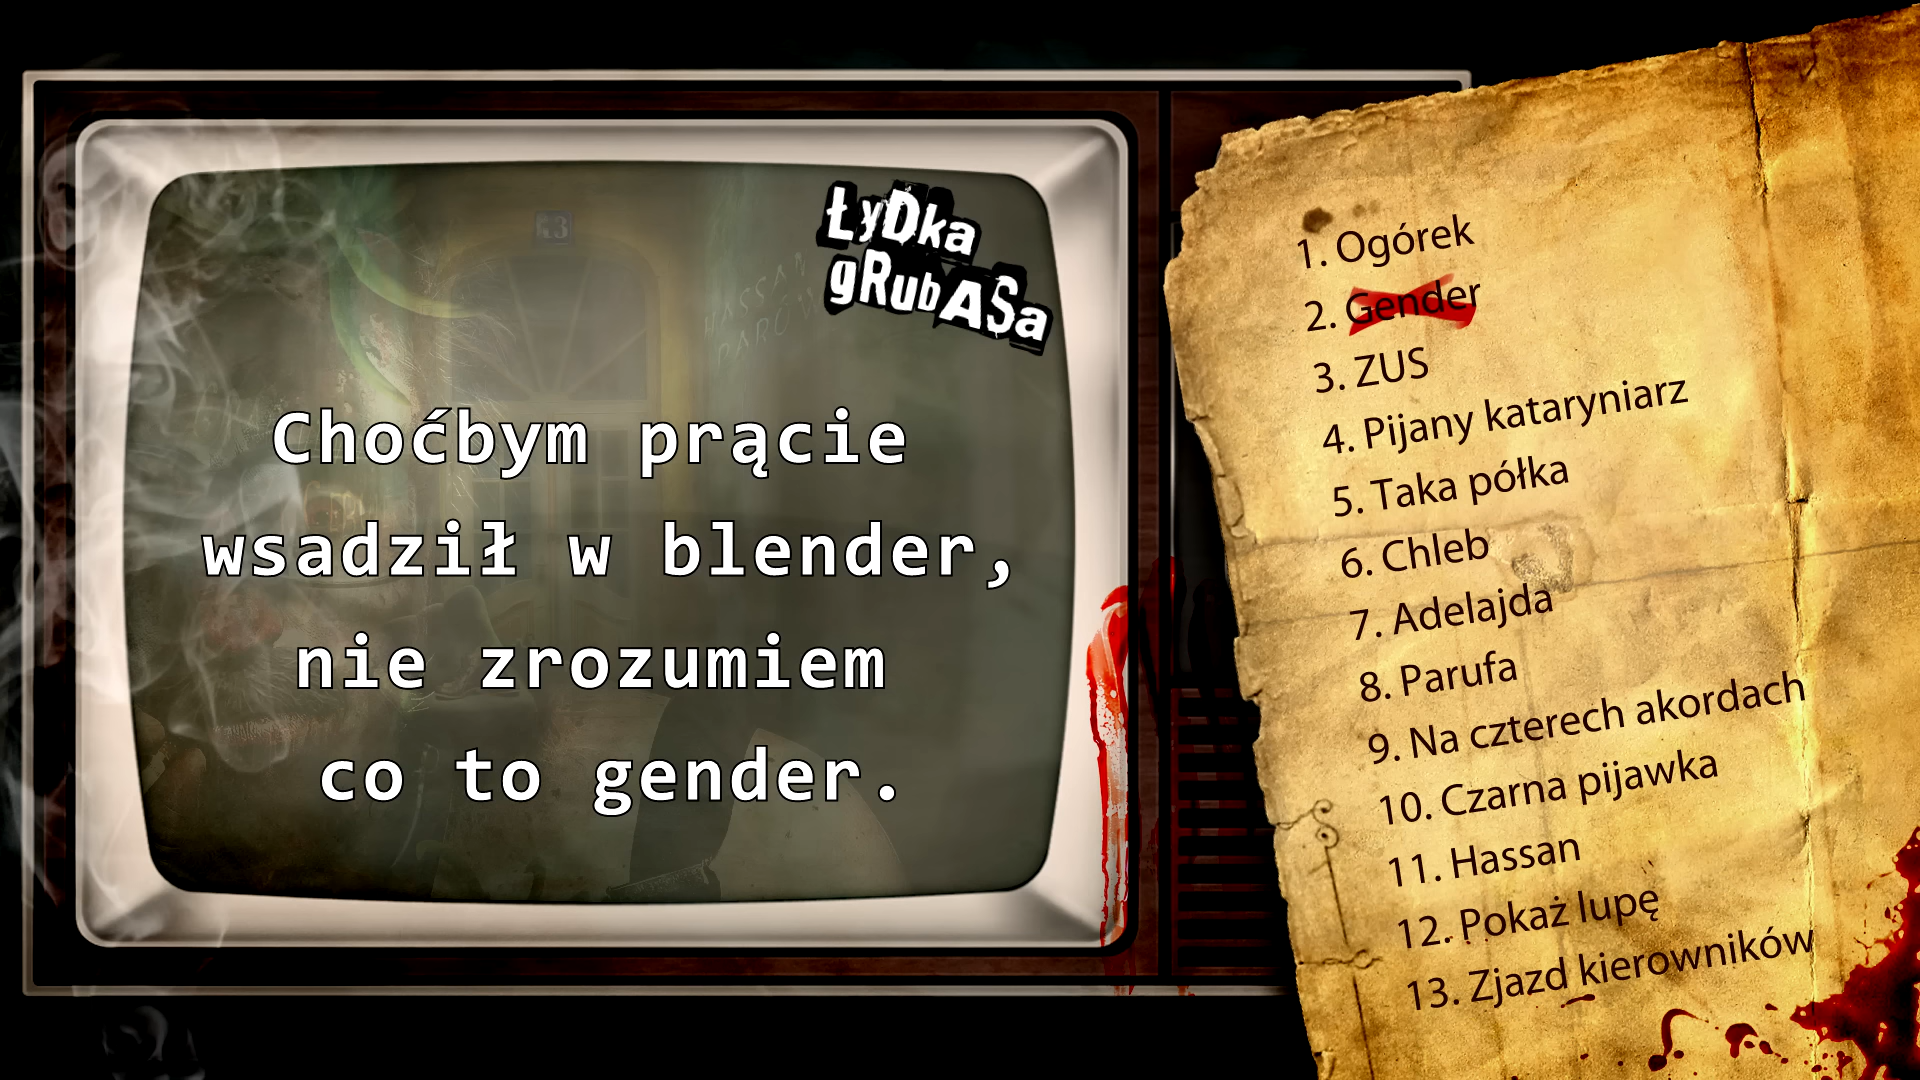 ŁyDka
gRubASa
Choćbym prącie
wsadził w blender,
nie zrozumiem
co to gender.
1. Ogórek
2. Gender
3. ZUS
4. Pijany kataryniarz
5. Taka półka
6. Chleb
7. Adelajda
8. Parufa
9. Na czterech akordach
10. Czarna pijawka
11. Hassan
12. Pokaż lupę
13. Zjazd kierowników
43
HASSAN